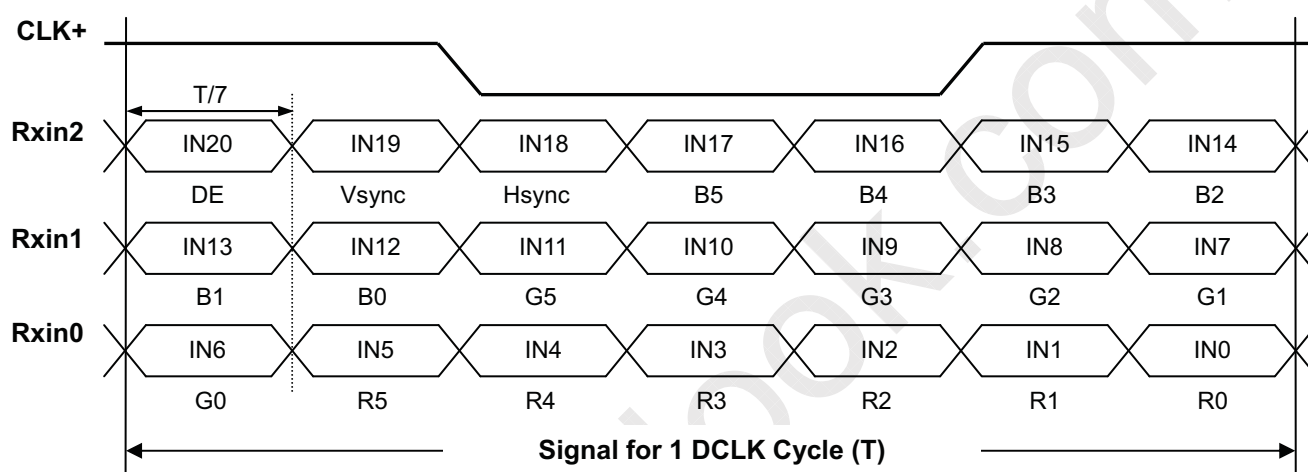 CLK+
T/7
Rxin2 IN20 IN19 IN18 IN17 IN16 IN15 IN14
DE Vsync Hsync B5 B4 B3 B2
Rxin1 IN13 IN12 IN11 IN10 IN9 IN8 IN7
B1 B0 G5 G4 G3 G2 G1
Rxin0 IN6 IN5 IN4 IN3 IN2 IN1 IN0
G0 R5 R4 R3 R2 R1 R0
Signal for 1 DCLK Cycle (T)